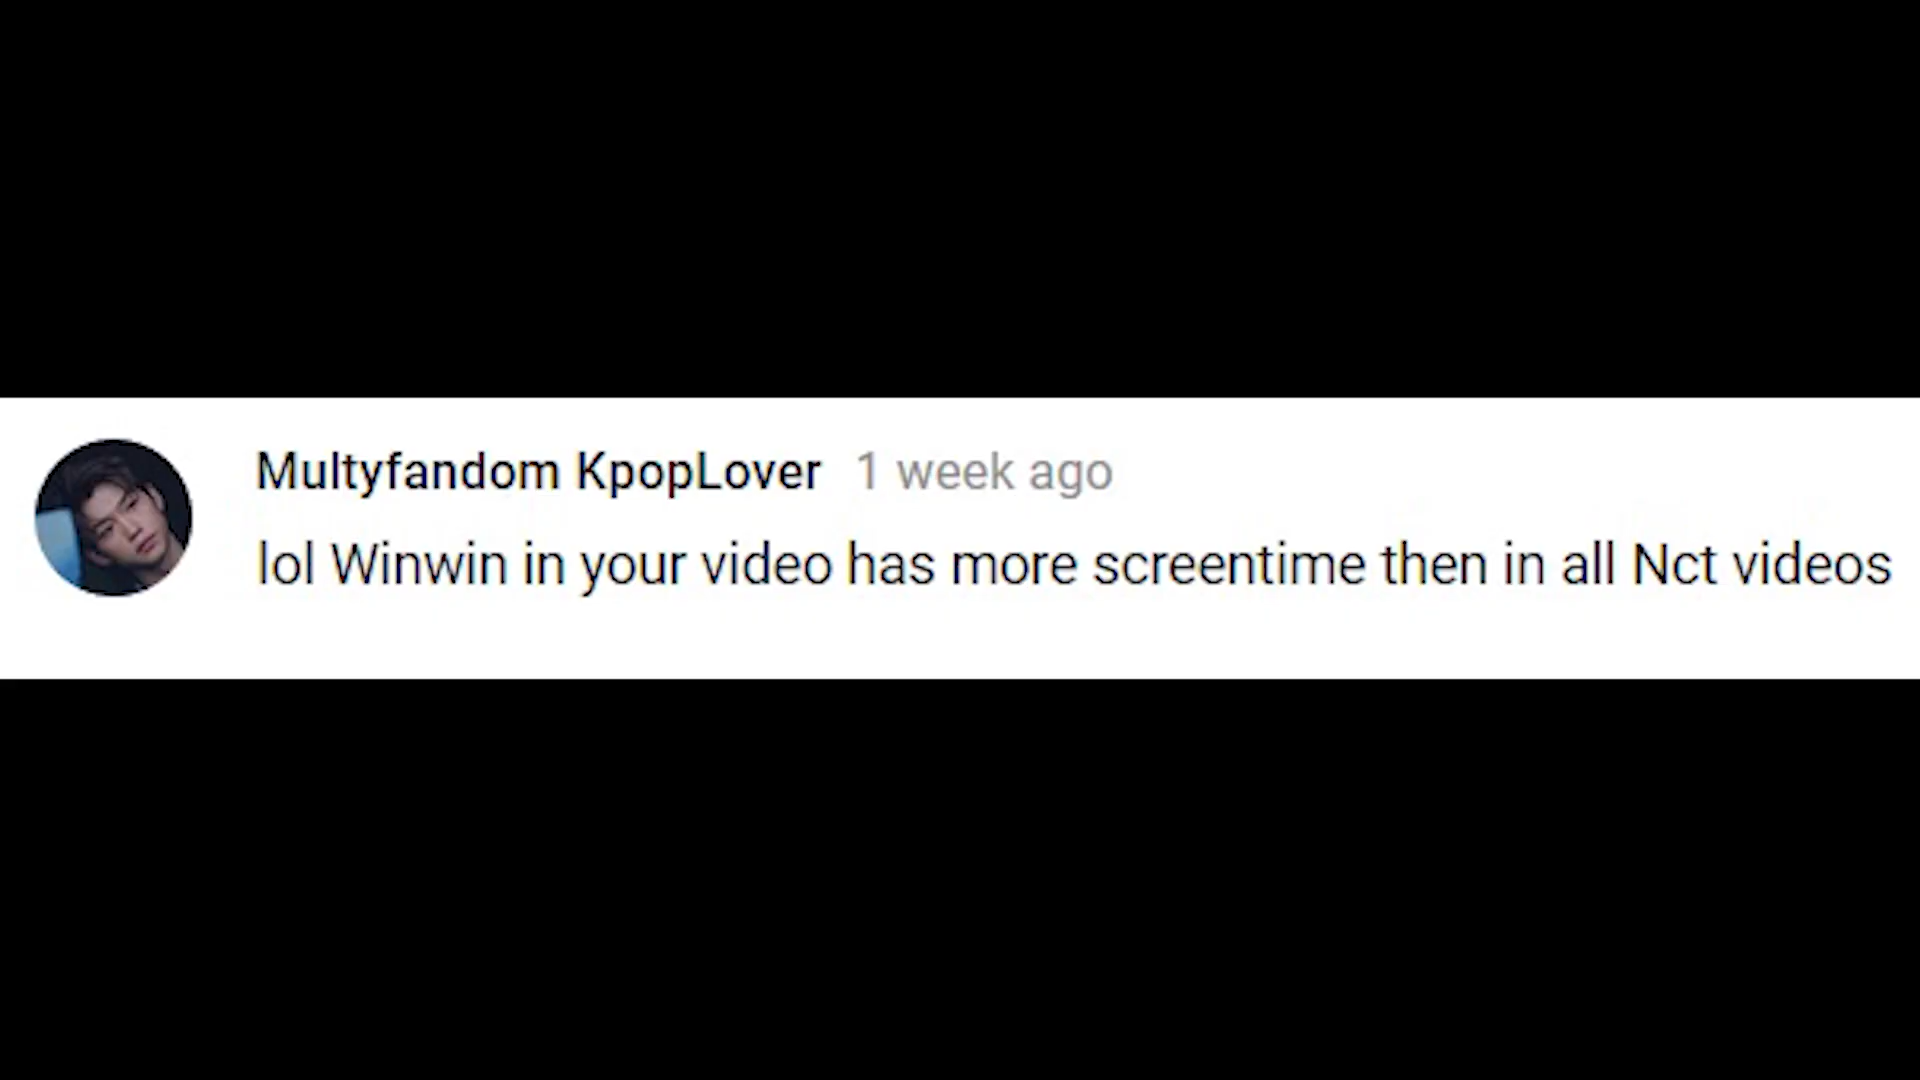 Multyfandom KpopLover 1 week ago
lol Winwin in your video has more screentime then in all Nct videos